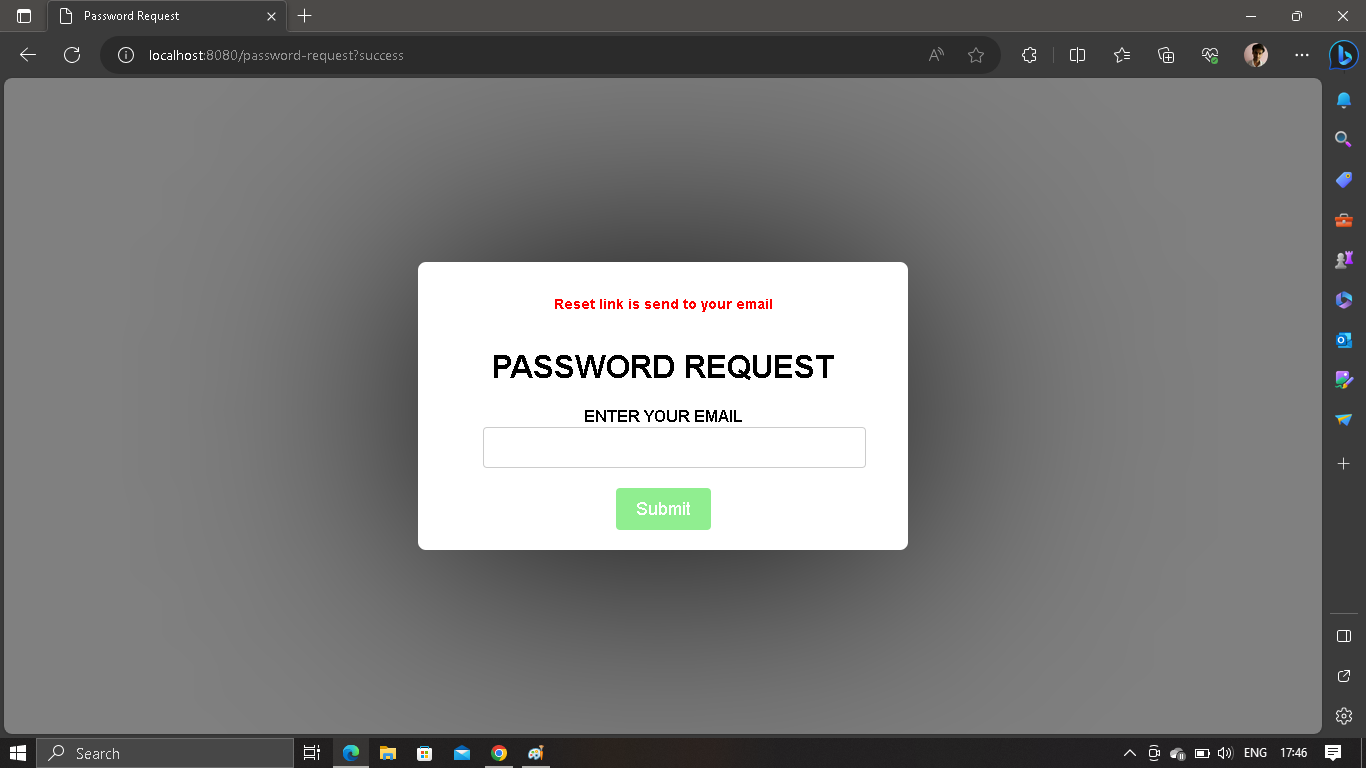 Password Request
localhost:8080/password-request?success
Reset link is send to your email
PASSWORD REQUEST
ENTER YOUR EMAIL
Submit
Search
ENG 17:46